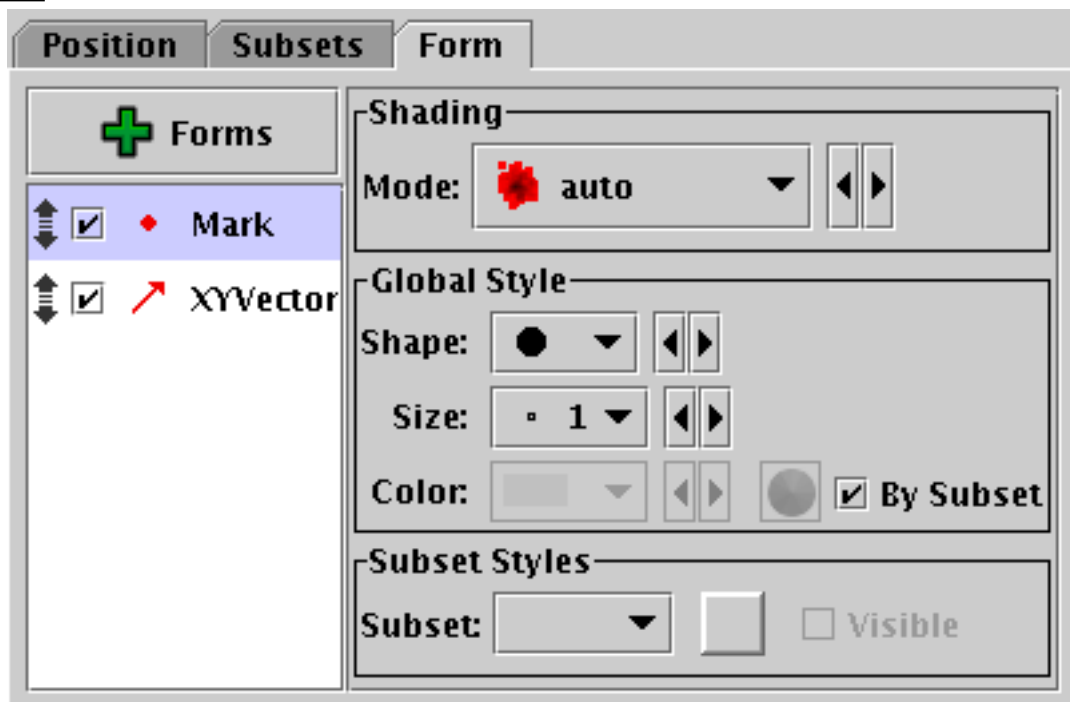 Position Subsets Form
Forms
Mark
XYVector
Shading
Mode: auto
Global Style
Shape:
Size: 1
Color: By Subset
Subset Styles
Subset: Visible